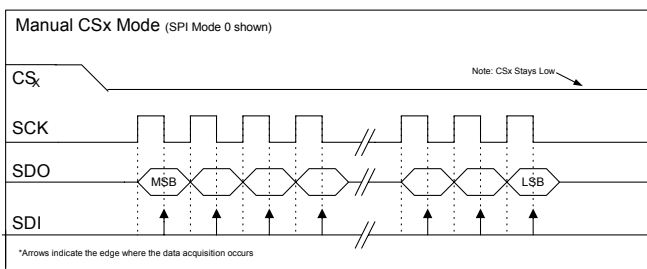 Manual CSx Mode (SPI Mode 0 shown)
Note: CSx Stays Low
CSX
SCK
SDO
MSB
LSB
SDI
*Arrows indicate the edge where the data acquisition occurs